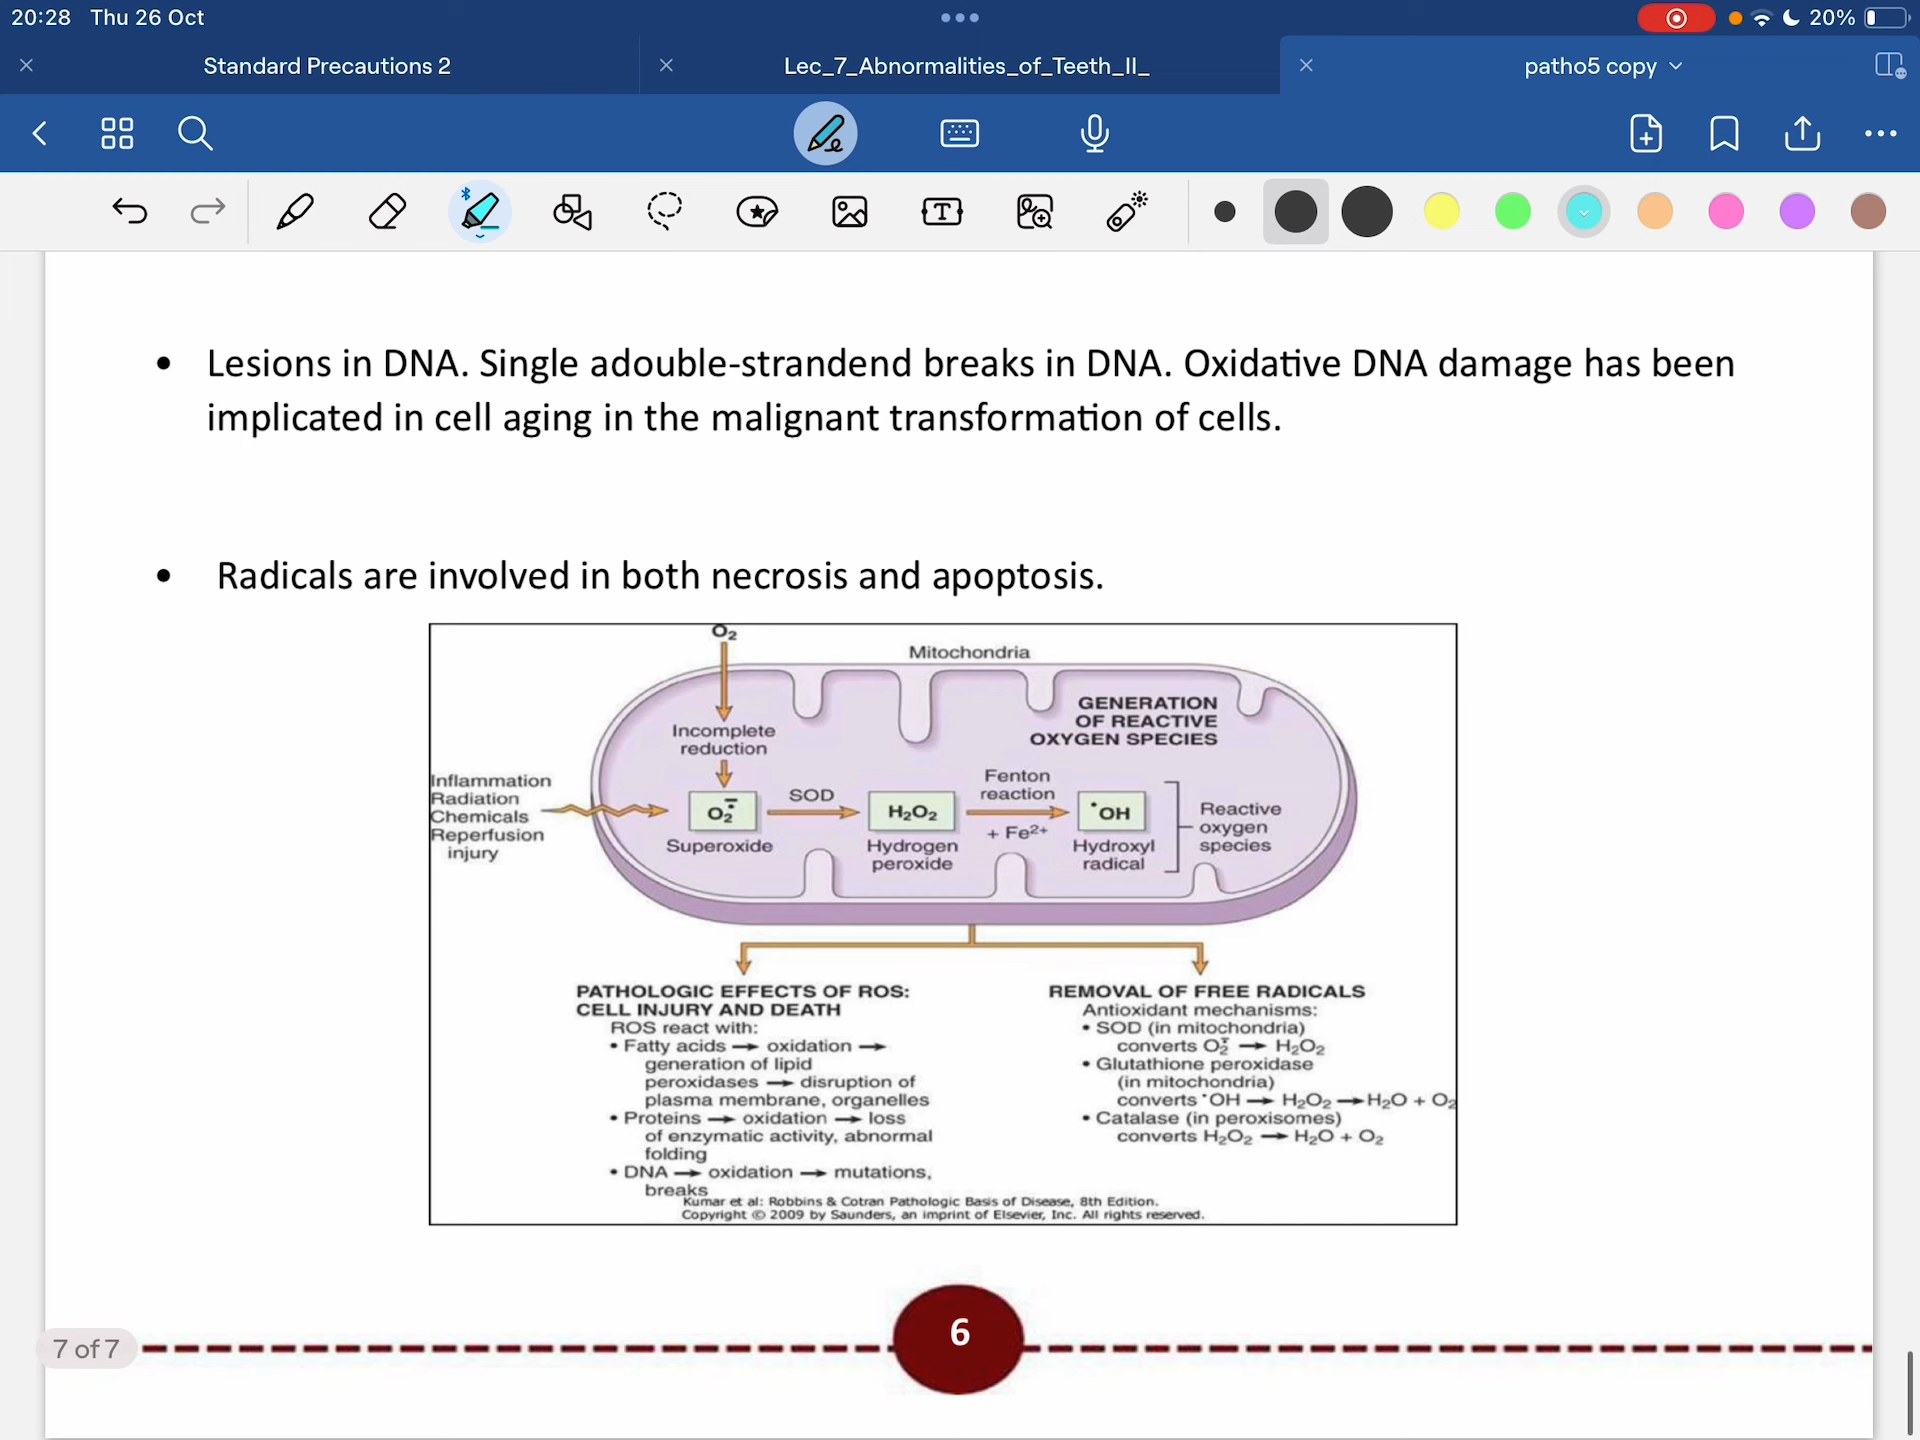 20:28 Thu 26 Oct
20%
Standard Precautions 2
Lec_7_Abnormalities_of_Teeth_II_
patho5 copy
• Lesions in DNA. Single adouble-strandend breaks in DNA. Oxidative DNA damage has been
implicated in cell aging in the malignant transformation of cells.
• Radicals are involved in both necrosis and apoptosis.
O₂
Mitochondria
GENERATION
OF REACTIVE
OXYGEN SPECIES
Incomplete
reduction
Inflammation
Radiation
Chemicals
Reperfusion
injury
O₂⁻
Superoxide
SOD
H₂O₂
Hydrogen
peroxide
Fenton
reaction
+ Fe²⁺
•OH
Hydroxyl
radical
Reactive
oxygen
species
PATHOLOGIC EFFECTS OF ROS:
CELL INJURY AND DEATH
ROS react with:
• Fatty acids → oxidation →
generation of lipid
peroxidases → disruption of
plasma membrane, organelles
• Proteins → oxidation → loss
of enzymatic activity, abnormal
folding
• DNA → oxidation → mutations,
breaks
REMOVAL OF FREE RADICALS
Antioxidant mechanisms:
• SOD (in mitochondria)
converts O₂⁻ → H₂O₂
• Glutathione peroxidase
(in mitochondria)
converts •OH → H₂O₂ → H₂O + O₂
• Catalase (in peroxisomes)
converts H₂O₂ → H₂O + O₂
Kumar et al: Robbins & Cotran Pathologic Basis of Disease, 8th Edition.
Copyright © 2009 by Saunders, an imprint of Elsevier, Inc. All rights reserved.
6
7 of 7